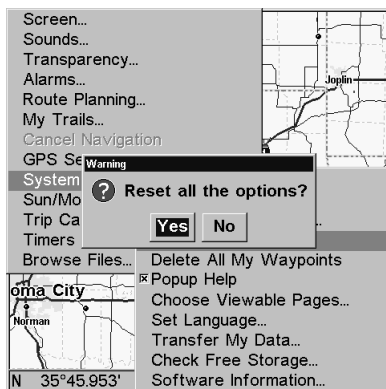 Screen...
Sounds...
Transparency...
Alarms...
Route Planning...
My Trails...
Cancel Navigation
GPS Se
System
Sun/Mo
Trip Ca
Timers
Browse Files...
Joplin
Warning
Reset all the options?
Yes No
Delete All My Waypoints
Popup Help
Choose Viewable Pages...
Set Language...
Transfer My Data...
Check Free Storage...
Software Information...
oma City
Norman
N 35°45.953'